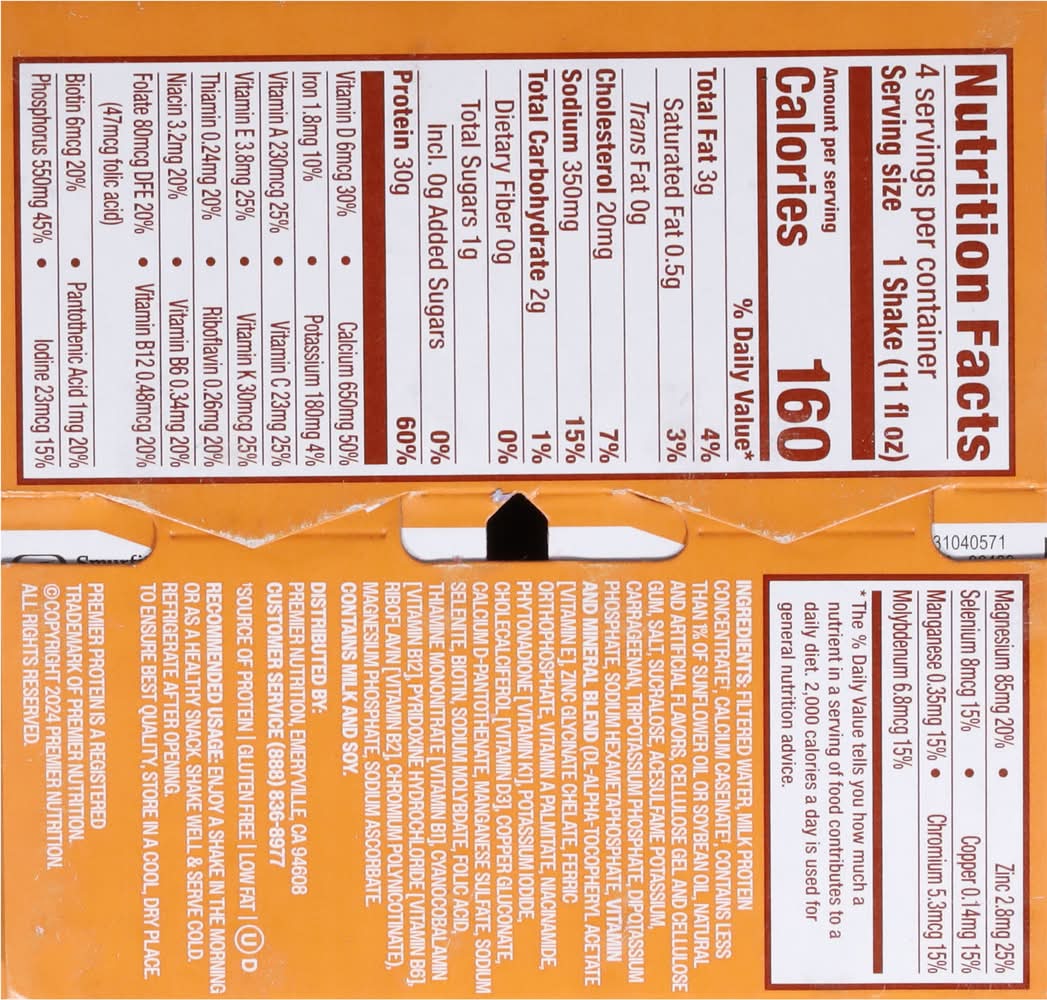 Nutrition Facts
4 servings per container
Serving size 1 Shake (11 fl oz)
Amount per serving
Calories 160
% Daily Value*
Total Fat 3g 4%
Saturated Fat 0.5g 3%
Trans Fat 0g
Cholesterol 20mg 7%
Sodium 350mg 15%
Total Carbohydrate 2g 1%
Dietary Fiber 0g 0%
Total Sugars 1g
Incl. 0g Added Sugars 0%
Protein 30g 60%
Vitamin D 6mcg 30% • Calcium 650mg 50%
Iron 1.8mg 10% • Potassium 180mg 4%
Vitamin A 230mcg 25% • Vitamin C 23mg 25%
Vitamin E 3.8mg 25% • Vitamin K 30mcg 25%
Thiamin 0.24mg 20% • Riboflavin 0.26mg 20%
Niacin 3.2mg 20% • Vitamin B6 0.34mg 20%
Folate 80mcg DFE 20% • Vitamin B12 0.48mcg 20%
(47mcg folic acid)
Biotin 6mcg 20% • Pantothenic Acid 1mg 20%
Phosphorus 550mg 45% • Iodine 23mcg 15%
31040571
Magnesium 85mg 20% • Zinc 2.8mg 25%
Selenium 8mcg 15% • Copper 0.14mg 15%
Manganese 0.35mg 15% • Chromium 5.3mcg 15%
Molybdenum 6.8mcg 15%
* The % Daily Value tells you how much a
nutrient in a serving of food contributes to a
daily diet. 2,000 calories a day is used for
general nutrition advice.
INGREDIENTS: FILTERED WATER, MILK PROTEIN
CONCENTRATE†, CALCIUM CASEINATE†, CONTAINS LESS
THAN 1% OF SUNFLOWER OIL OR SOYBEAN OIL, NATURAL
AND ARTIFICIAL FLAVORS, CELLULOSE GEL AND CELLULOSE
GUM, SALT, SUCRALOSE, ACESULFAME POTASSIUM,
CARRAGEENAN, TRIPOTASSIUM PHOSPHATE, DIPOTASSIUM
PHOSPHATE, SODIUM HEXAMETAPHOSPHATE, VITAMIN
AND MINERAL BLEND (DL-ALPHA-TOCOPHERYL ACETATE
[VITAMIN E], ZINC GLYCINATE CHELATE, FERRIC
ORTHOPHOSPHATE, VITAMIN A PALMITATE, NIACINAMIDE,
PHYTONADIONE [VITAMIN K1], POTASSIUM IODIDE,
CHOLECALCIFEROL [VITAMIN D3], COPPER GLUCONATE,
CALCIUM D-PANTOTHENATE, MANGANESE SULFATE, SODIUM
SELENITE, BIOTIN, SODIUM MOLYBDATE, FOLIC ACID,
THIAMINE MONONITRATE [VITAMIN B1], CYANOCOBALAMIN
[VITAMIN B12], PYRIDOXINE HYDROCHLORIDE [VITAMIN B6],
RIBOFLAVIN [VITAMIN B2], CHROMIUM POLYNICOTINATE),
MAGNESIUM PHOSPHATE, SODIUM ASCORBATE.
CONTAINS MILK AND SOY.
DISTRIBUTED BY:
PREMIER NUTRITION, EMERYVILLE, CA 94608
CUSTOMER SERVICE (888) 836-8977
†SOURCE OF PROTEIN | GLUTEN FREE | LOW FAT | U D
RECOMMENDED USAGE: ENJOY A SHAKE IN THE MORNING
OR AS A HEALTHY SNACK. SHAKE WELL & SERVE COLD.
REFRIGERATE AFTER OPENING.
TO ENSURE BEST QUALITY, STORE IN A COOL, DRY PLACE.
PREMIER PROTEIN IS A REGISTERED
TRADEMARK OF PREMIER NUTRITION.
©COPYRIGHT 2024 PREMIER NUTRITION.
ALL RIGHTS RESERVED.